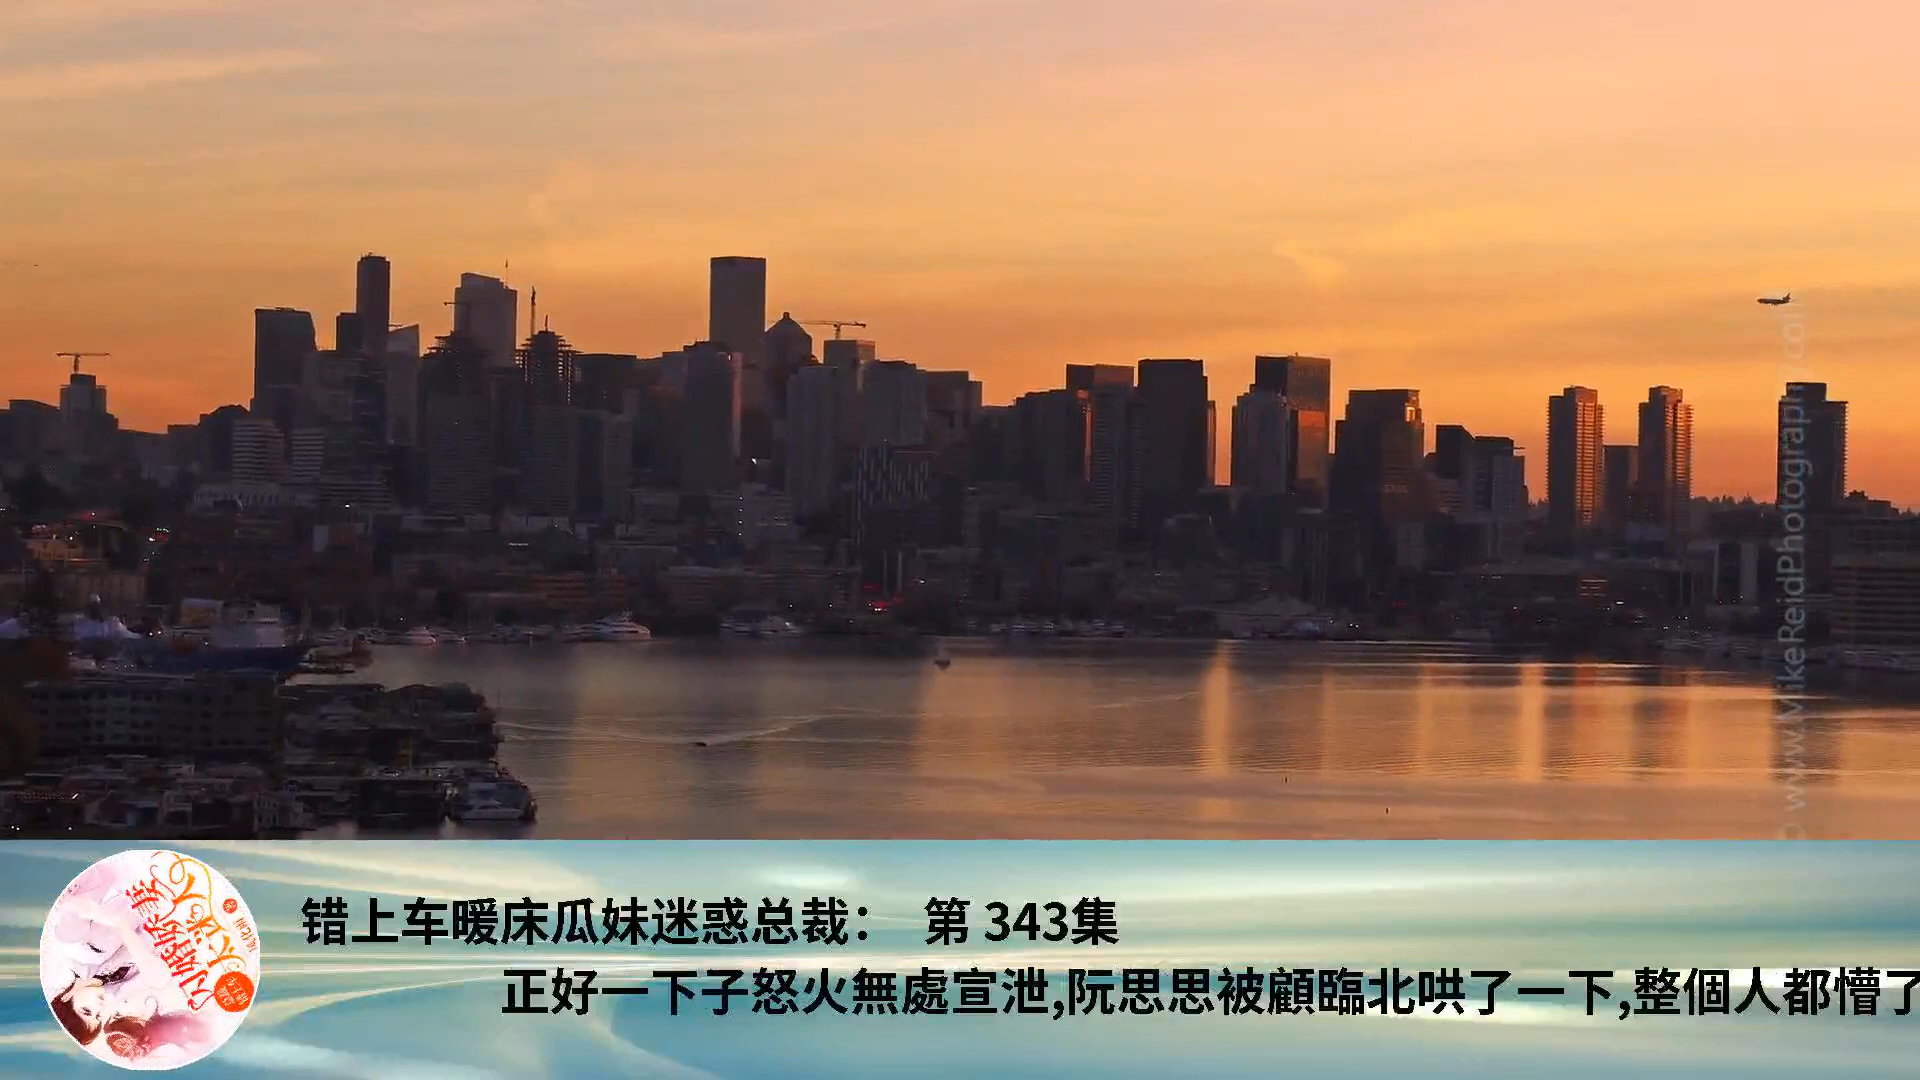 www.MikeReidPhotography.com
错上车暖床瓜妹迷惑总裁： 第 343集
正好一下子怒火無處宣泄,阮思思被顧臨北哄了一下,整個人都懵了